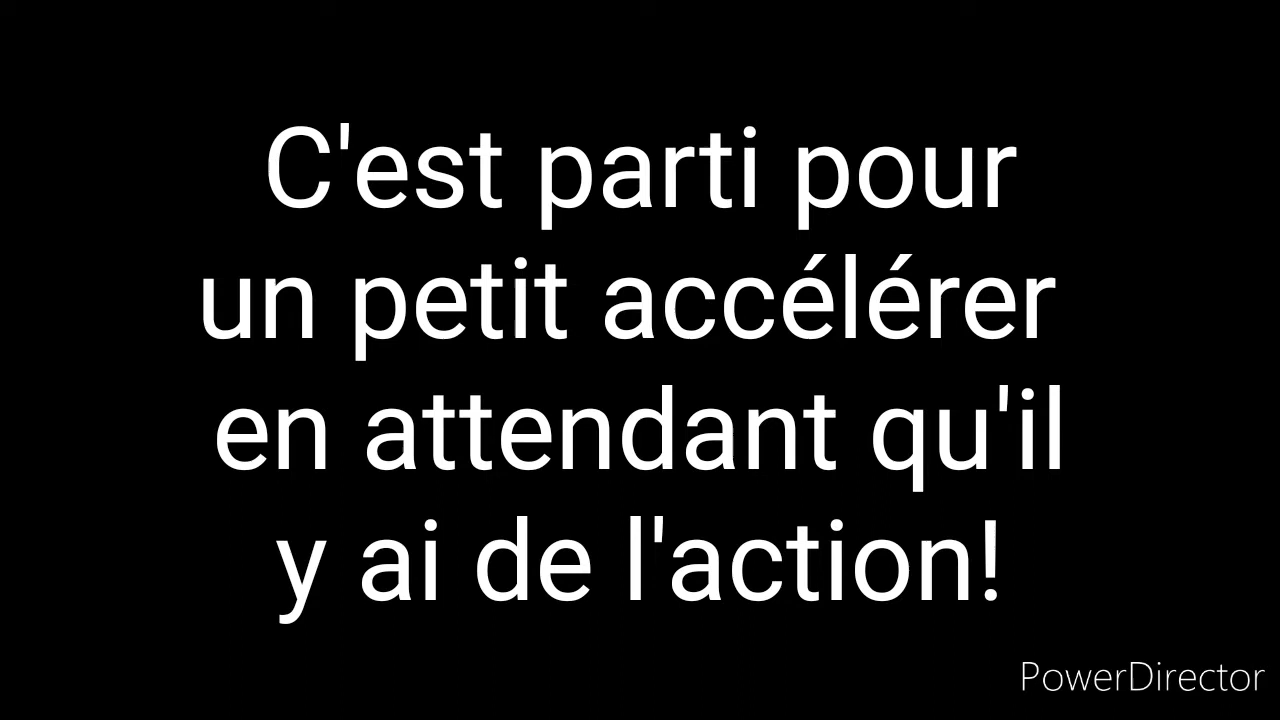 C'est parti pour
un petit accélérer
en attendant qu'il
y ai de l'action!
PowerDirector